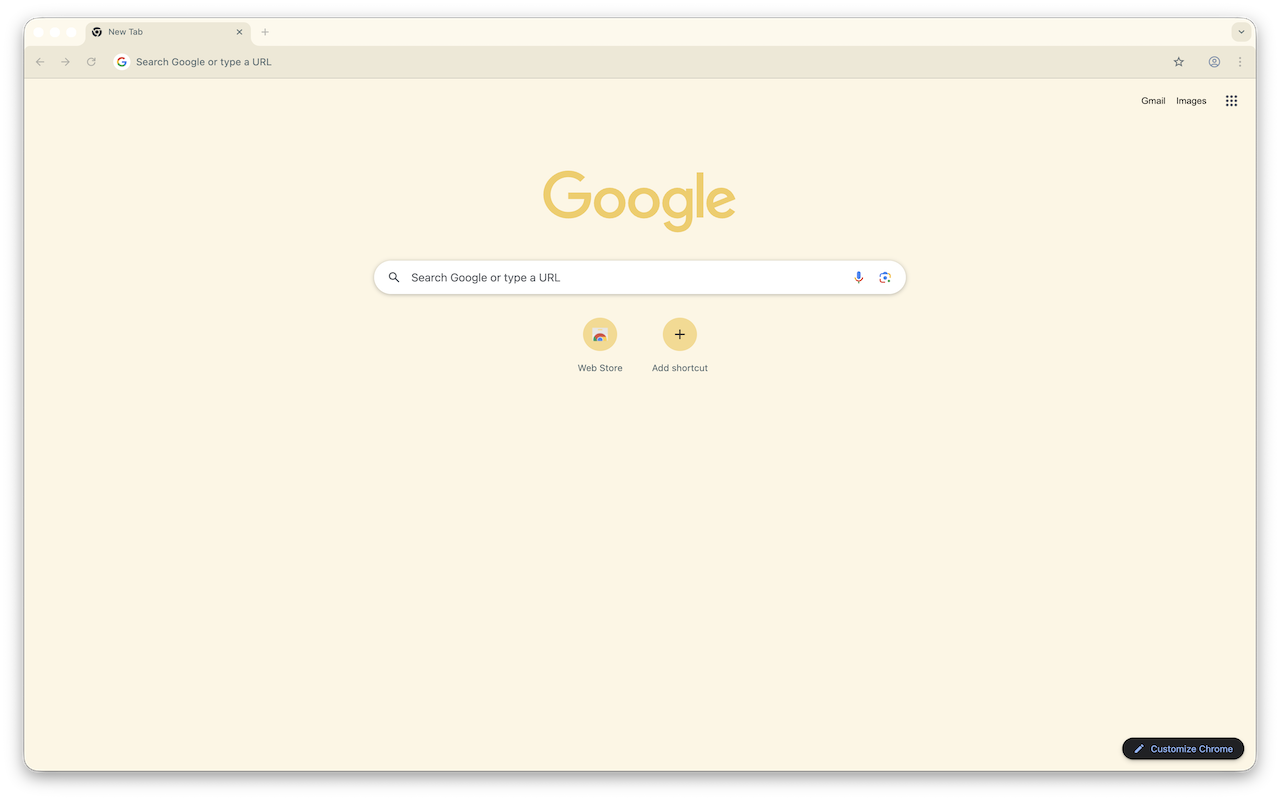 New Tab
Search Google or type a URL
Gmail Images
Google
Search Google or type a URL
Web Store Add shortcut
Customize Chrome